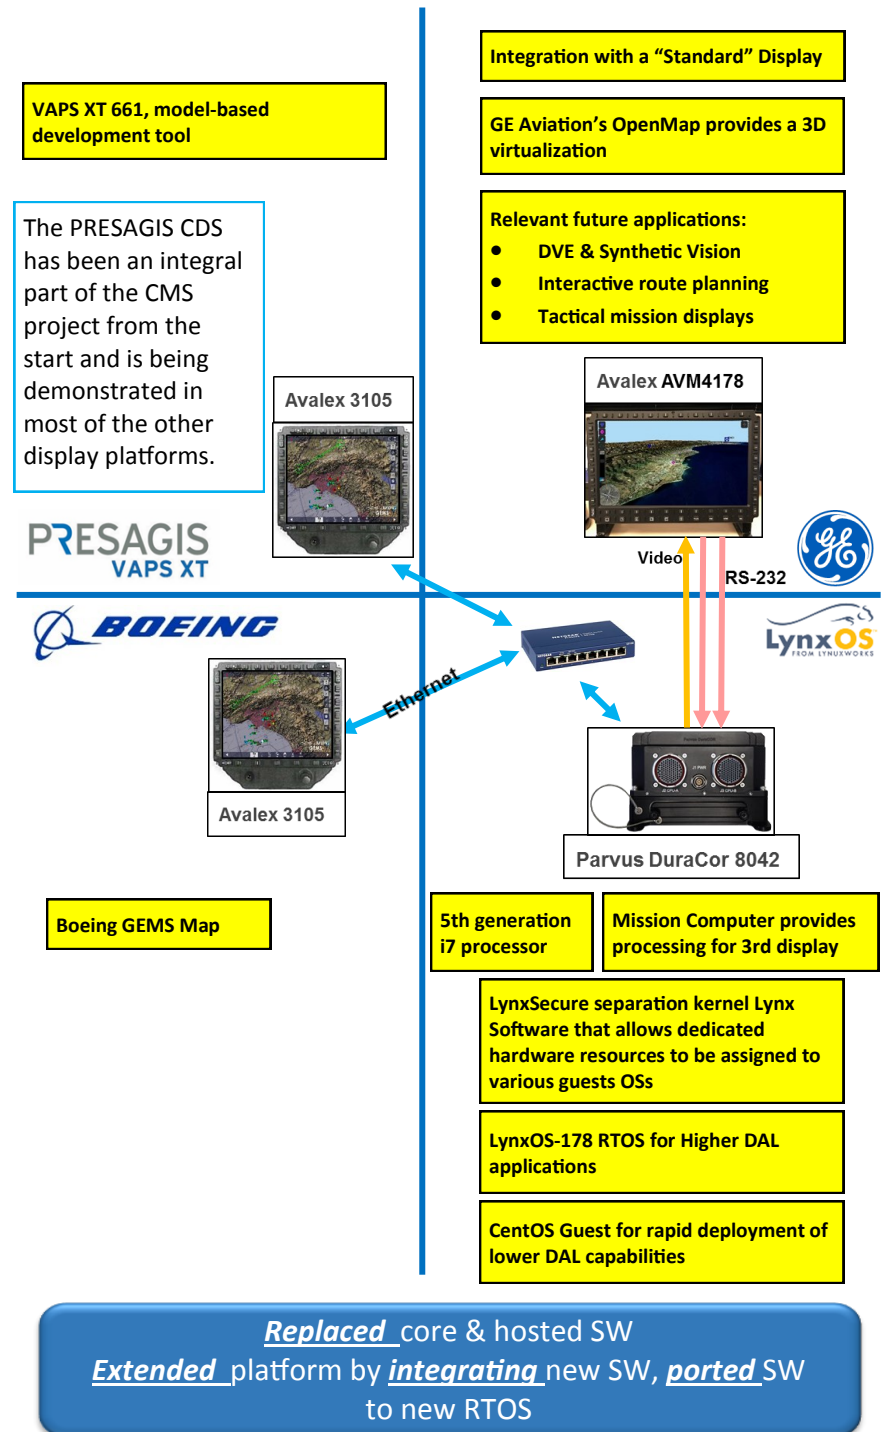 Integration with a “Standard” Display
VAPS XT 661, model-based
development tool
GE Aviation’s OpenMap provides a 3D
virtualization
The PRESAGIS CDS
has been an integral
part of the CMS
project from the
start and is being
demonstrated in
most of the other
display platforms.
Relevant future applications:
• DVE & Synthetic Vision
• Interactive route planning
• Tactical mission displays
Avalex 3105
Avalex AVM4178
PRESAGIS
VAPS XT
GE
Video
RS-232
BOEING
NETGEAR
LynxOS
FROM LYNUXWORKS
Ethernet
Avalex 3105
Parvus DuraCor 8042
Boeing GEMS Map
5th generation
i7 processor
Mission Computer provides
processing for 3rd display
LynxSecure separation kernel Lynx
Software that allows dedicated
hardware resources to be assigned to
various guests OSs
LynxOS-178 RTOS for Higher DAL
applications
CentOS Guest for rapid deployment of
lower DAL capabilities
Replaced core & hosted SW
Extended platform by integrating new SW, ported SW
to new RTOS